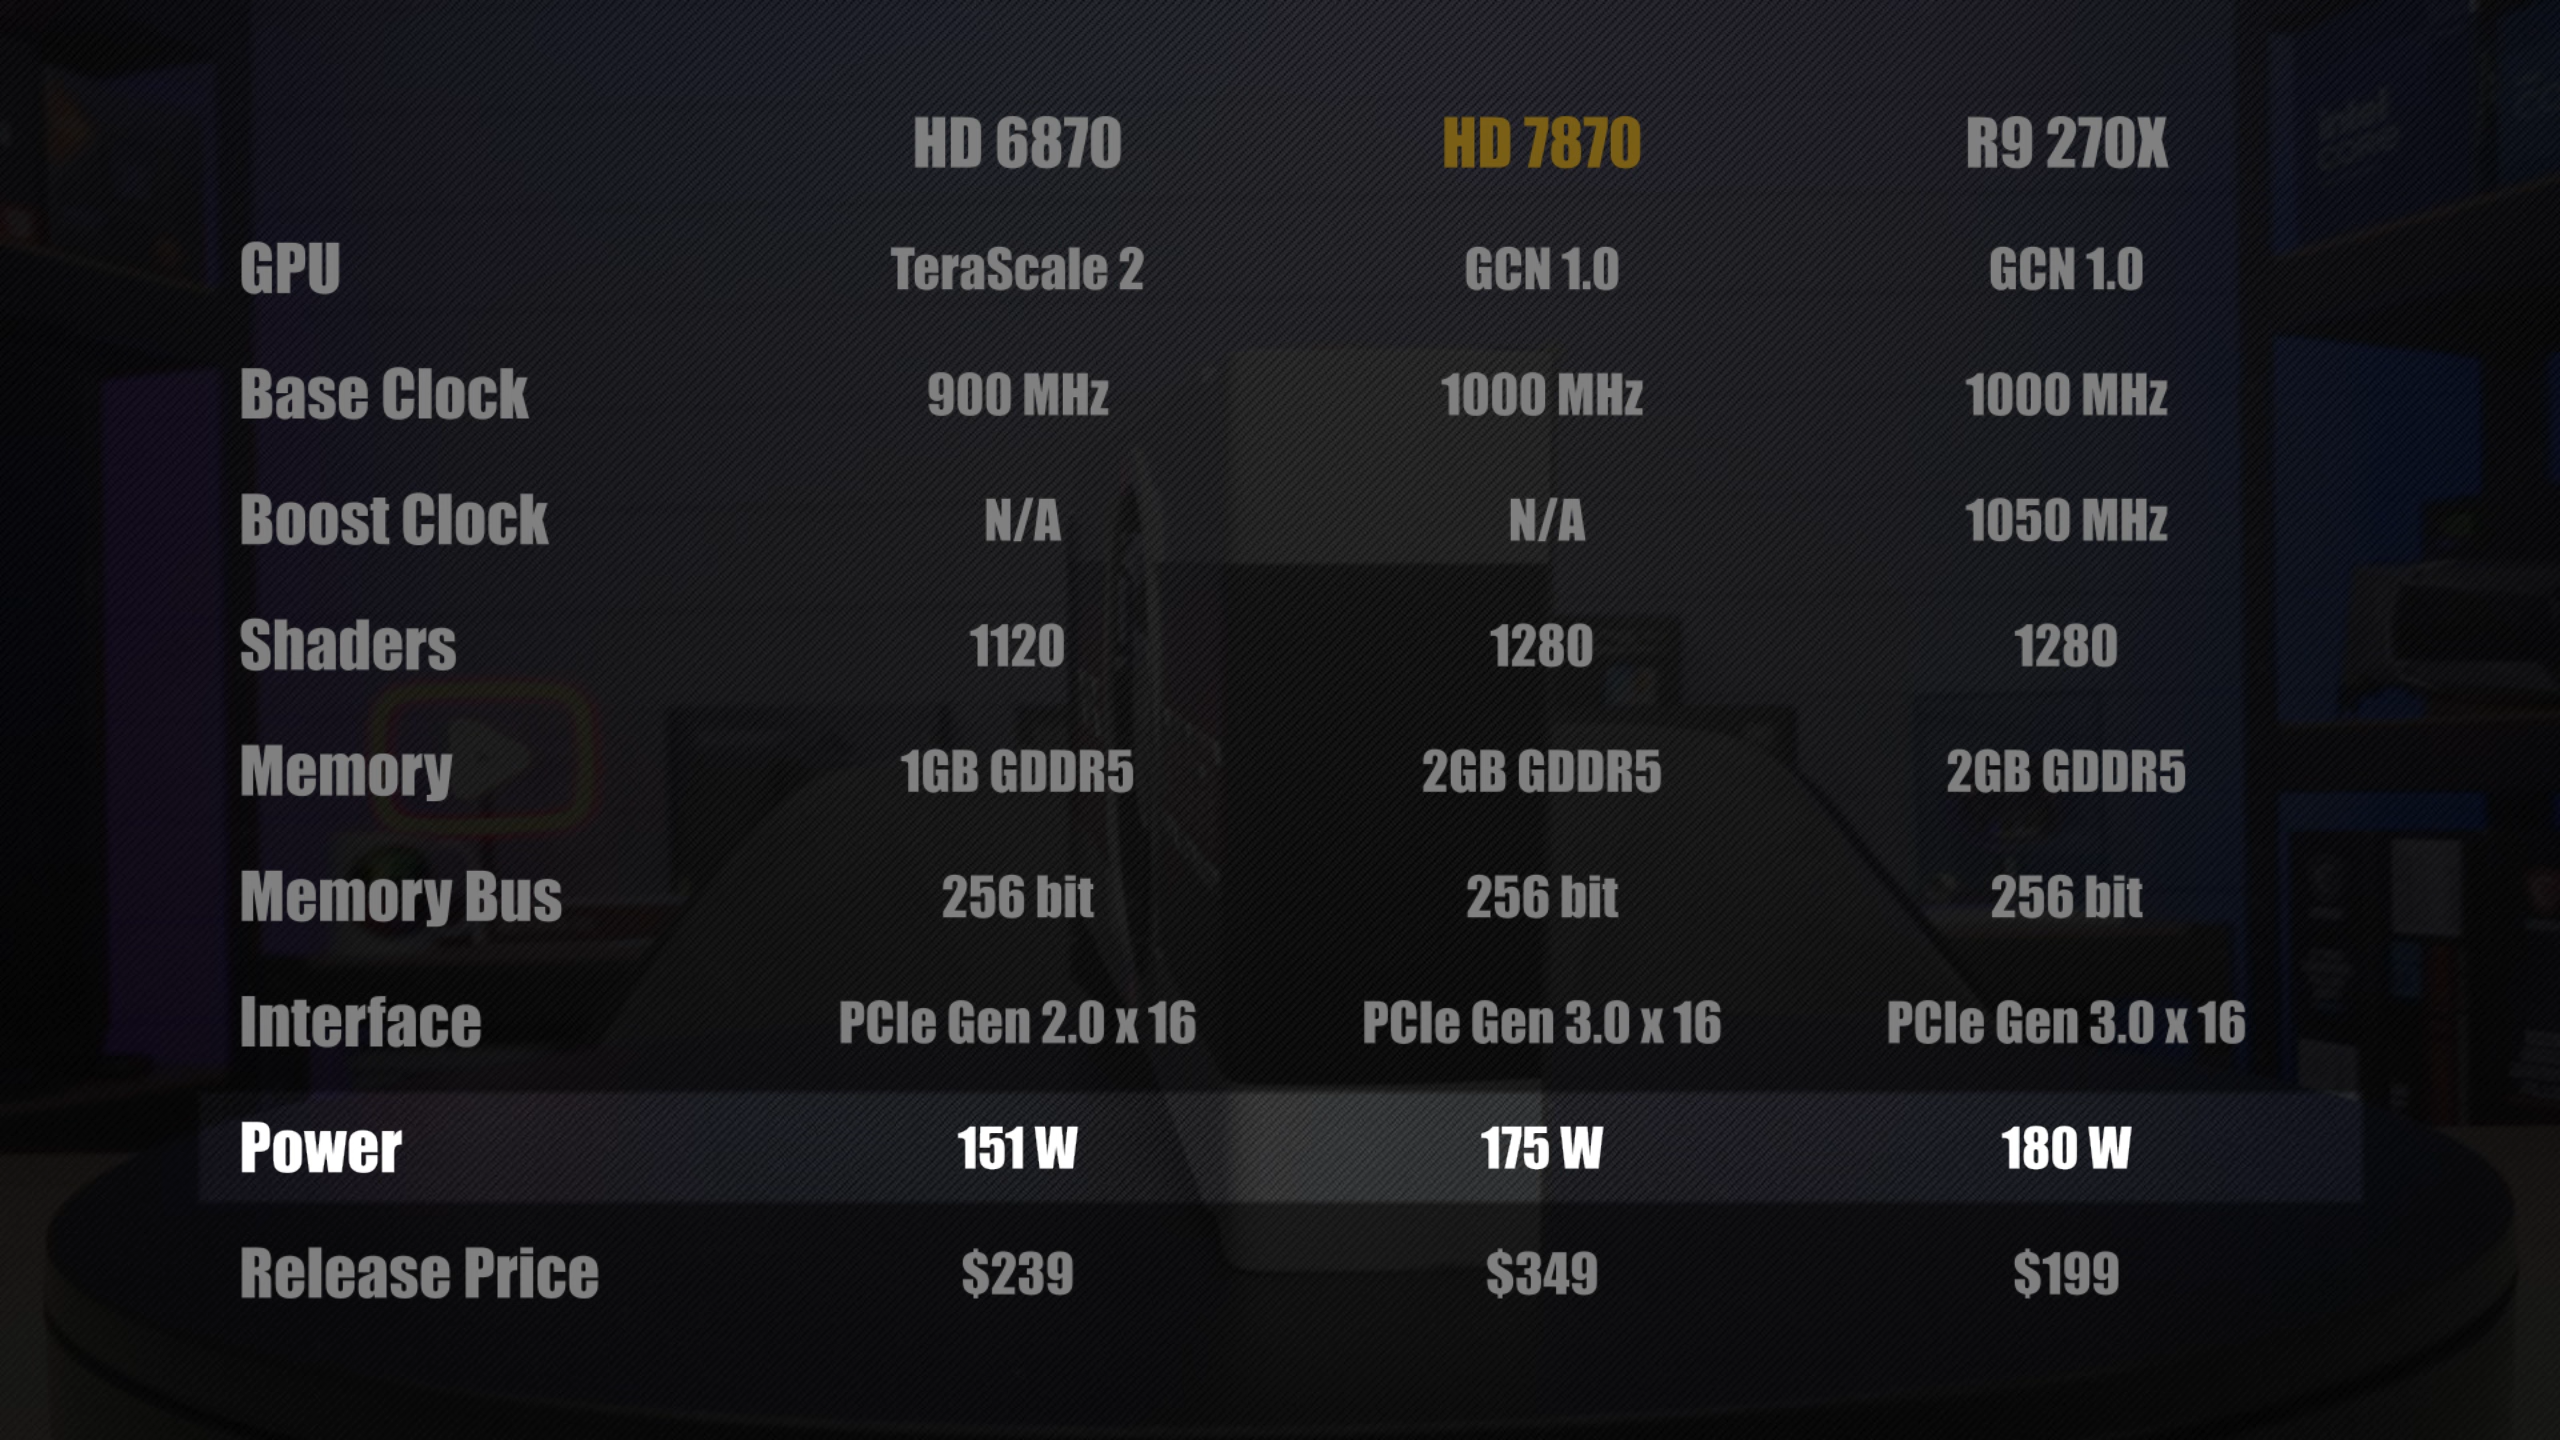 HD 6870 HD 7870 R9 270X
GPU TeraScale 2 GCN 1.0 GCN 1.0
Base Clock 900 MHz 1000 MHz 1000 MHz
Boost Clock N/A N/A 1050 MHz
Shaders 1120 1280 1280
Memory 1GB GDDR5 2GB GDDR5 2GB GDDR5
Memory Bus 256 bit 256 bit 256 bit
Interface PCIe Gen 2.0 x 16 PCIe Gen 3.0 x 16 PCIe Gen 3.0 x 16
Power 151 W 175 W 180 W
Release Price $239 $349 $199
intel
CORE